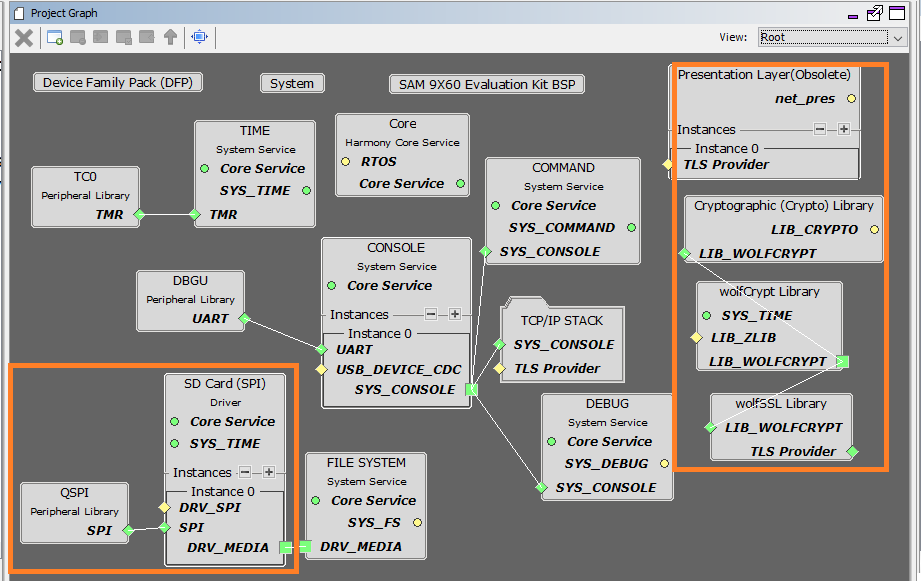 Project Graph
View:
Root
Device Family Pack (DFP)
System
SAM 9X60 Evaluation Kit BSP
Presentation Layer(Obsolete)
net_pres
Instances
Instance 0
TLS Provider
TIME
System Service
Core Service
SYS_TIME
TMR
Core
Harmony Core Service
RTOS
Core Service
TC0
Peripheral Library
TMR
COMMAND
System Service
Core Service
SYS_COMMAND
SYS_CONSOLE
Cryptographic (Crypto) Library
LIB_CRYPTO
LIB_WOLFCRYPT
CONSOLE
System Service
Core Service
Instances
Instance 0
UART
USB_DEVICE_CDC
SYS_CONSOLE
DBGU
Peripheral Library
UART
wolfCrypt Library
SYS_TIME
LIB_ZLIB
LIB_WOLFCRYPT
TCP/IP STACK
SYS_CONSOLE
TLS Provider
SD Card (SPI)
Driver
Core Service
SYS_TIME
Instances
Instance 0
DRV_SPI
SPI
DRV_MEDIA
DEBUG
System Service
Core Service
SYS_DEBUG
SYS_CONSOLE
wolfSSL Library
LIB_WOLFCRYPT
TLS Provider
QSPI
Peripheral Library
SPI
FILE SYSTEM
System Service
Core Service
SYS_FS
DRV_MEDIA